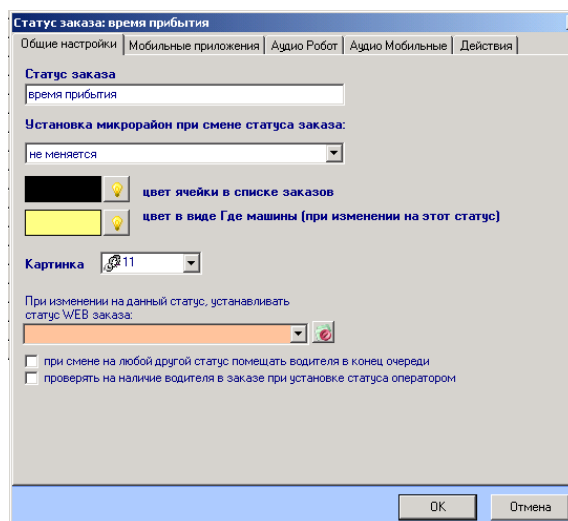 Статус заказа: время прибытия
Общие настройки Мобильные приложения Аудио Робот Аудио Мобильные Действия
Статус заказа
время прибытия
Установка микрорайон при смене статуса заказа:
не меняется
цвет ячейки в списке заказов
цвет в виде Где машины (при изменении на этот статус)
Картинка 11
При изменении на данный статус, устанавливать
статус WEB заказа:
при смене на любой другой статус помещать водителя в конец очереди
проверять на наличие водителя в заказе при установке статуса оператором
OK Отмена